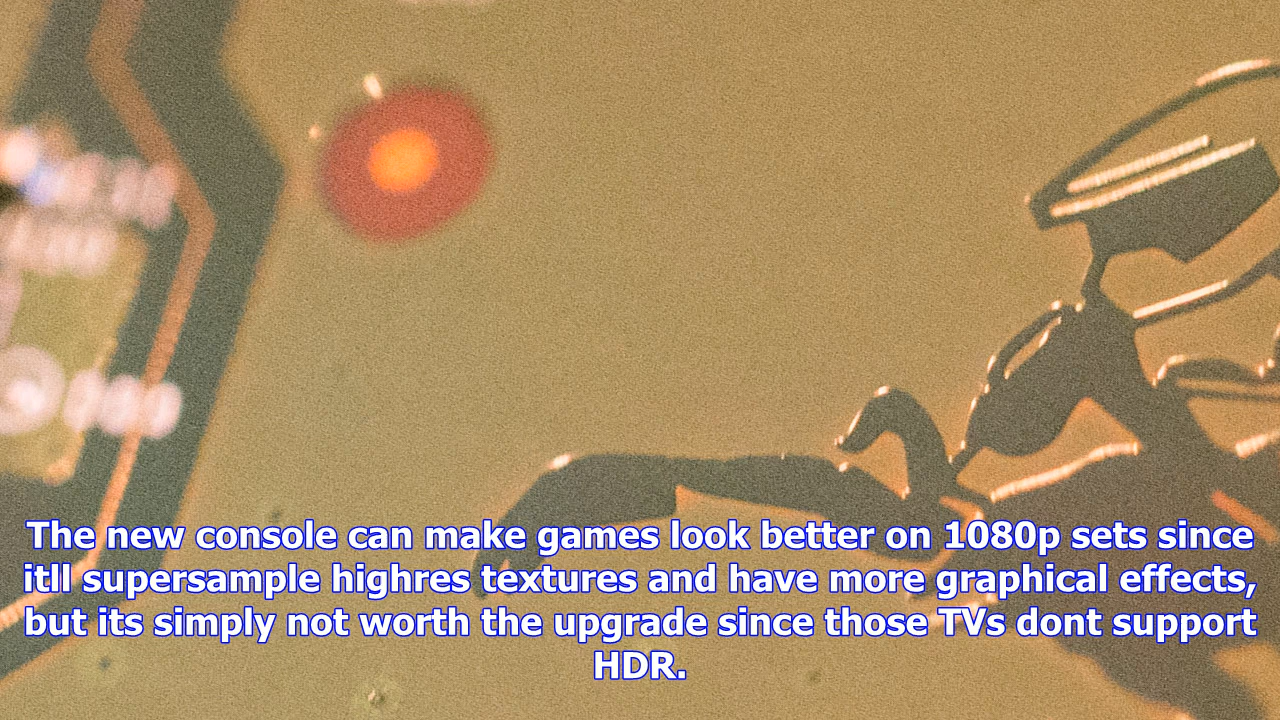 The new console can make games look better on 1080p sets since
itll supersample highres textures and have more graphical effects,
but its simply not worth the upgrade since those TVs dont support
HDR.